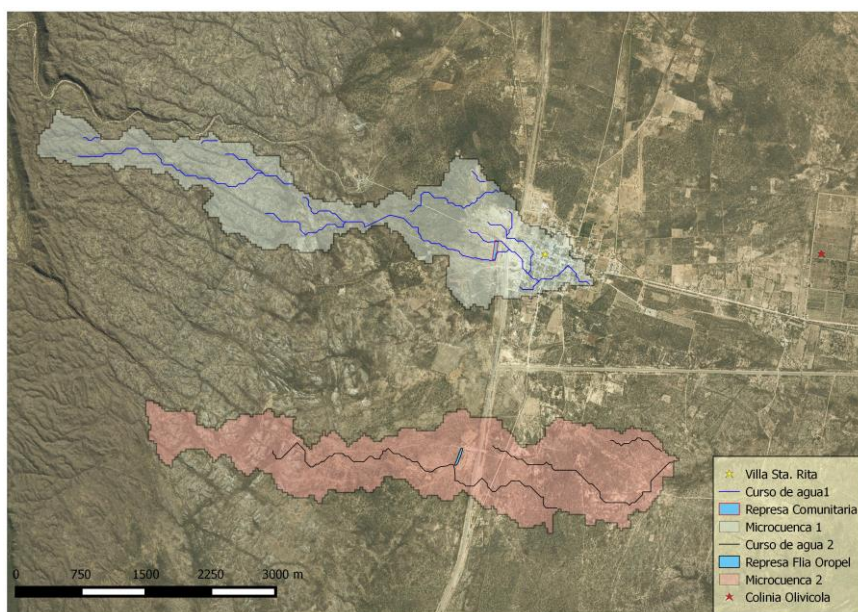 Villa Sta. Rita
Curso de agua1
Represa Comunitaria
Microcuenca 1
Curso de agua 2
Represa Flia Oropel
Microcuenca 2
Colinia Olivicola
0 750 1500 2250 3000 m